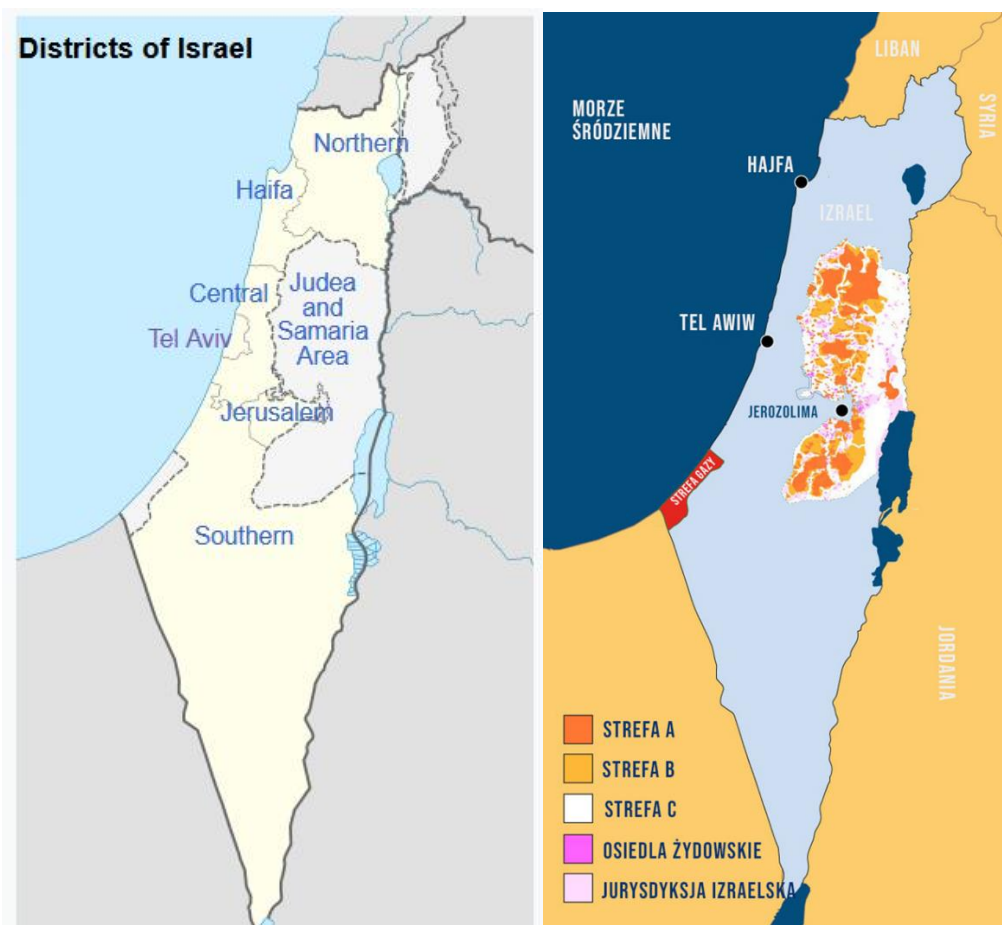 Districts of Israel
Northern
Haifa
Central
Judea
and
Samaria
Area
Tel Aviv
Jerusalem
Southern
LIBAN
SYRIA
MORZE
ŚRÓDZIEMNE
HAJFA
IZRAEL
TEL AWIW
JEROZOLIMA
STREFA GAZY
JORDANIA
STREFA A
STREFA B
STREFA C
OSIEDLA ŻYDOWSKIE
JURYSDYKSJA IZRAELSKA